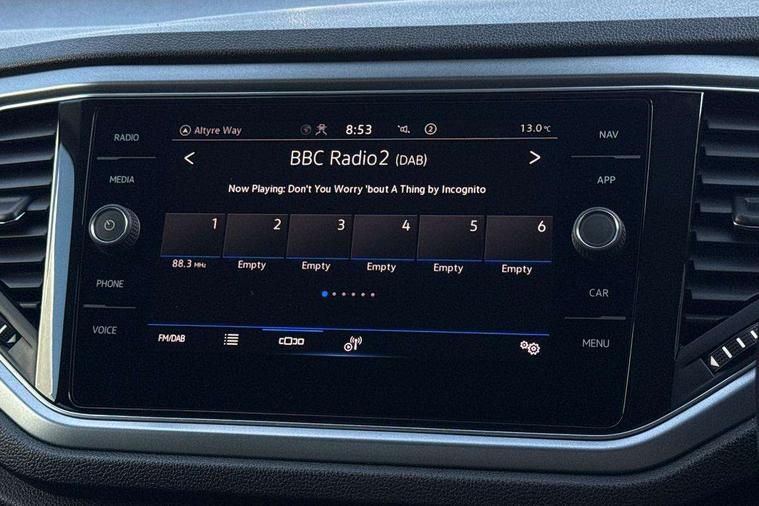 Altyre Way 8:53 2 13.0°C
RADIO
NAV
BBC Radio2 (DAB)
MEDIA
APP
Now Playing: Don't You Worry 'bout A Thing by Incognito
1 2 3 4 5 6
88.3 MHz Empty Empty Empty Empty Empty
PHONE
CAR
VOICE
MENU
FM/DAB